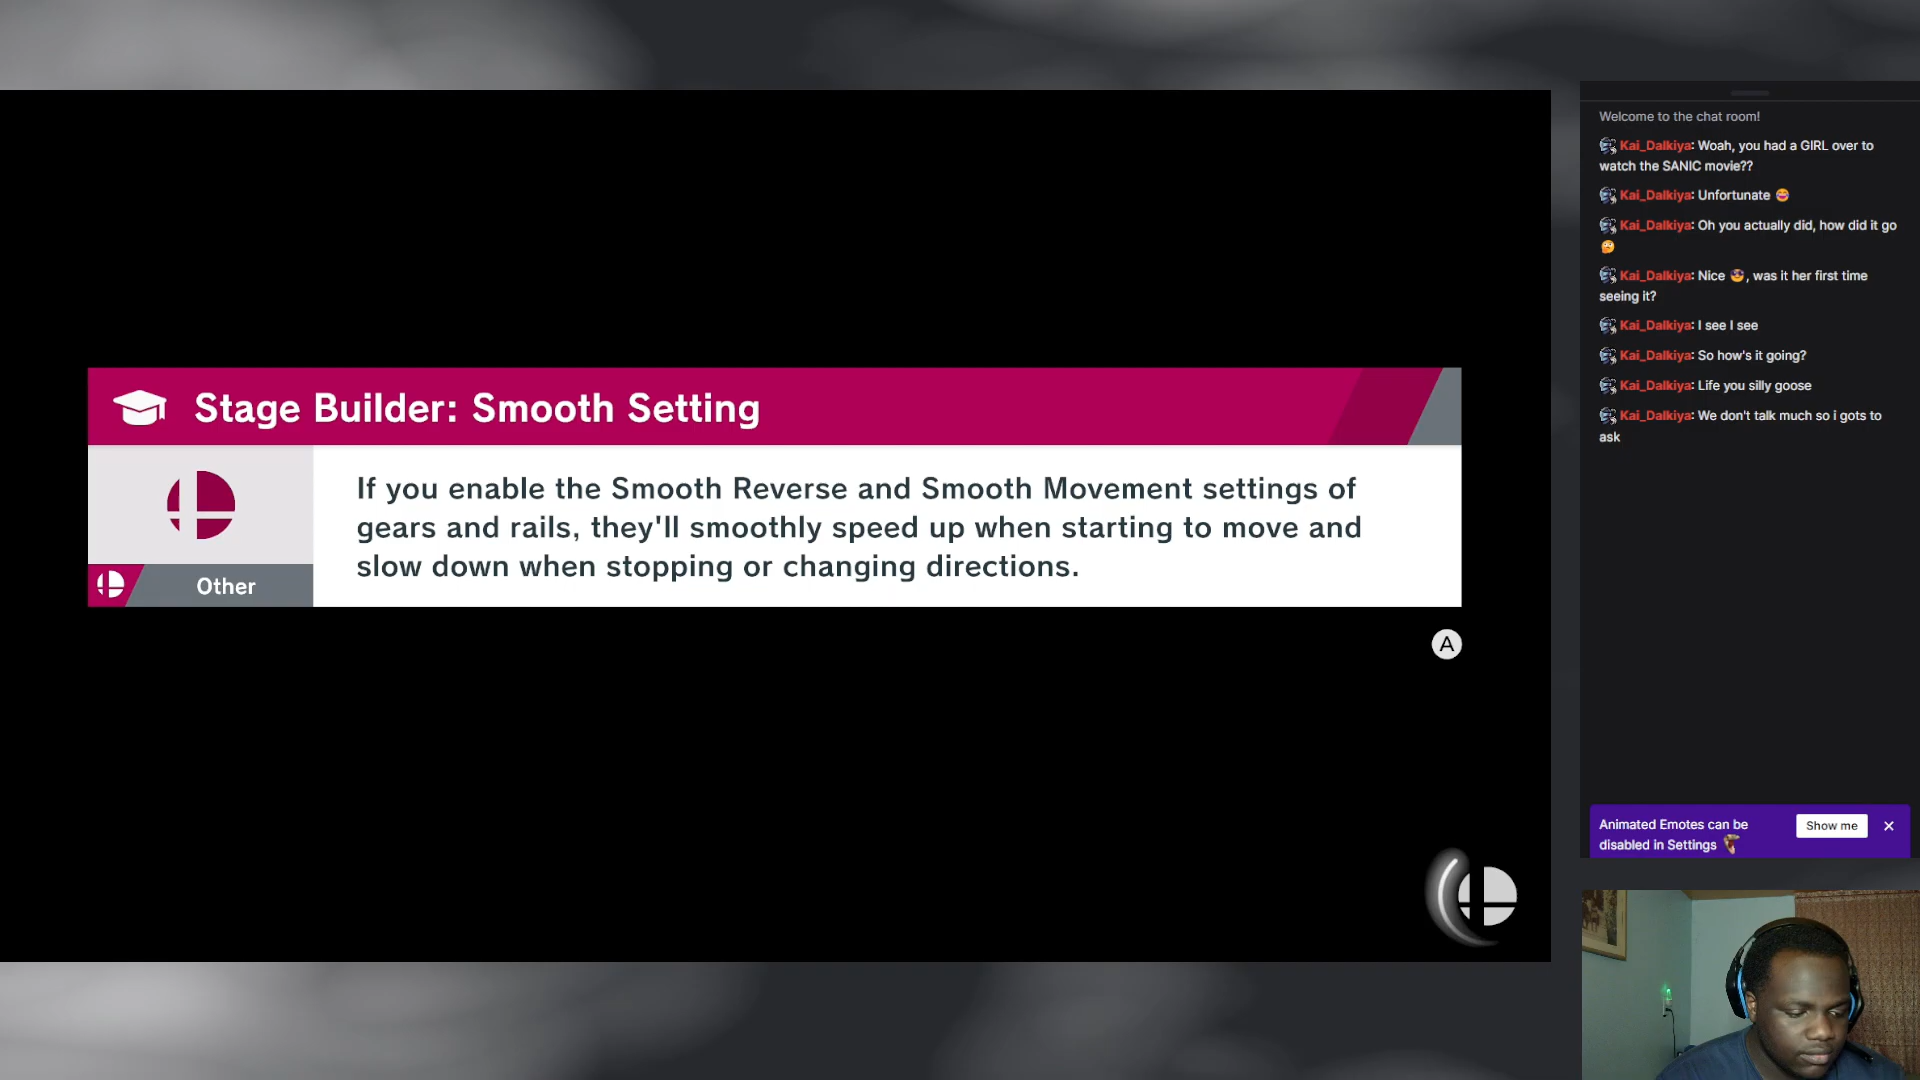 Stage Builder: Smooth Setting
If you enable the Smooth Reverse and Smooth Movement settings of
gears and rails, they'll smoothly speed up when starting to move and
slow down when stopping or changing directions.
Other
A
Welcome to the chat room!
Kai_Dalkiya: Woah, you had a GIRL over to
watch the SANIC movie??
Kai_Dalkiya: Unfortunate
Kai_Dalkiya: Oh you actually did, how did it go
Kai_Dalkiya: Nice , was it her first time
seeing it?
Kai_Dalkiya: I see I see
Kai_Dalkiya: So how's it going?
Kai_Dalkiya: Life you silly goose
Kai_Dalkiya: We don't talk much so i gots to
ask
Animated Emotes can be
disabled in Settings
Show me